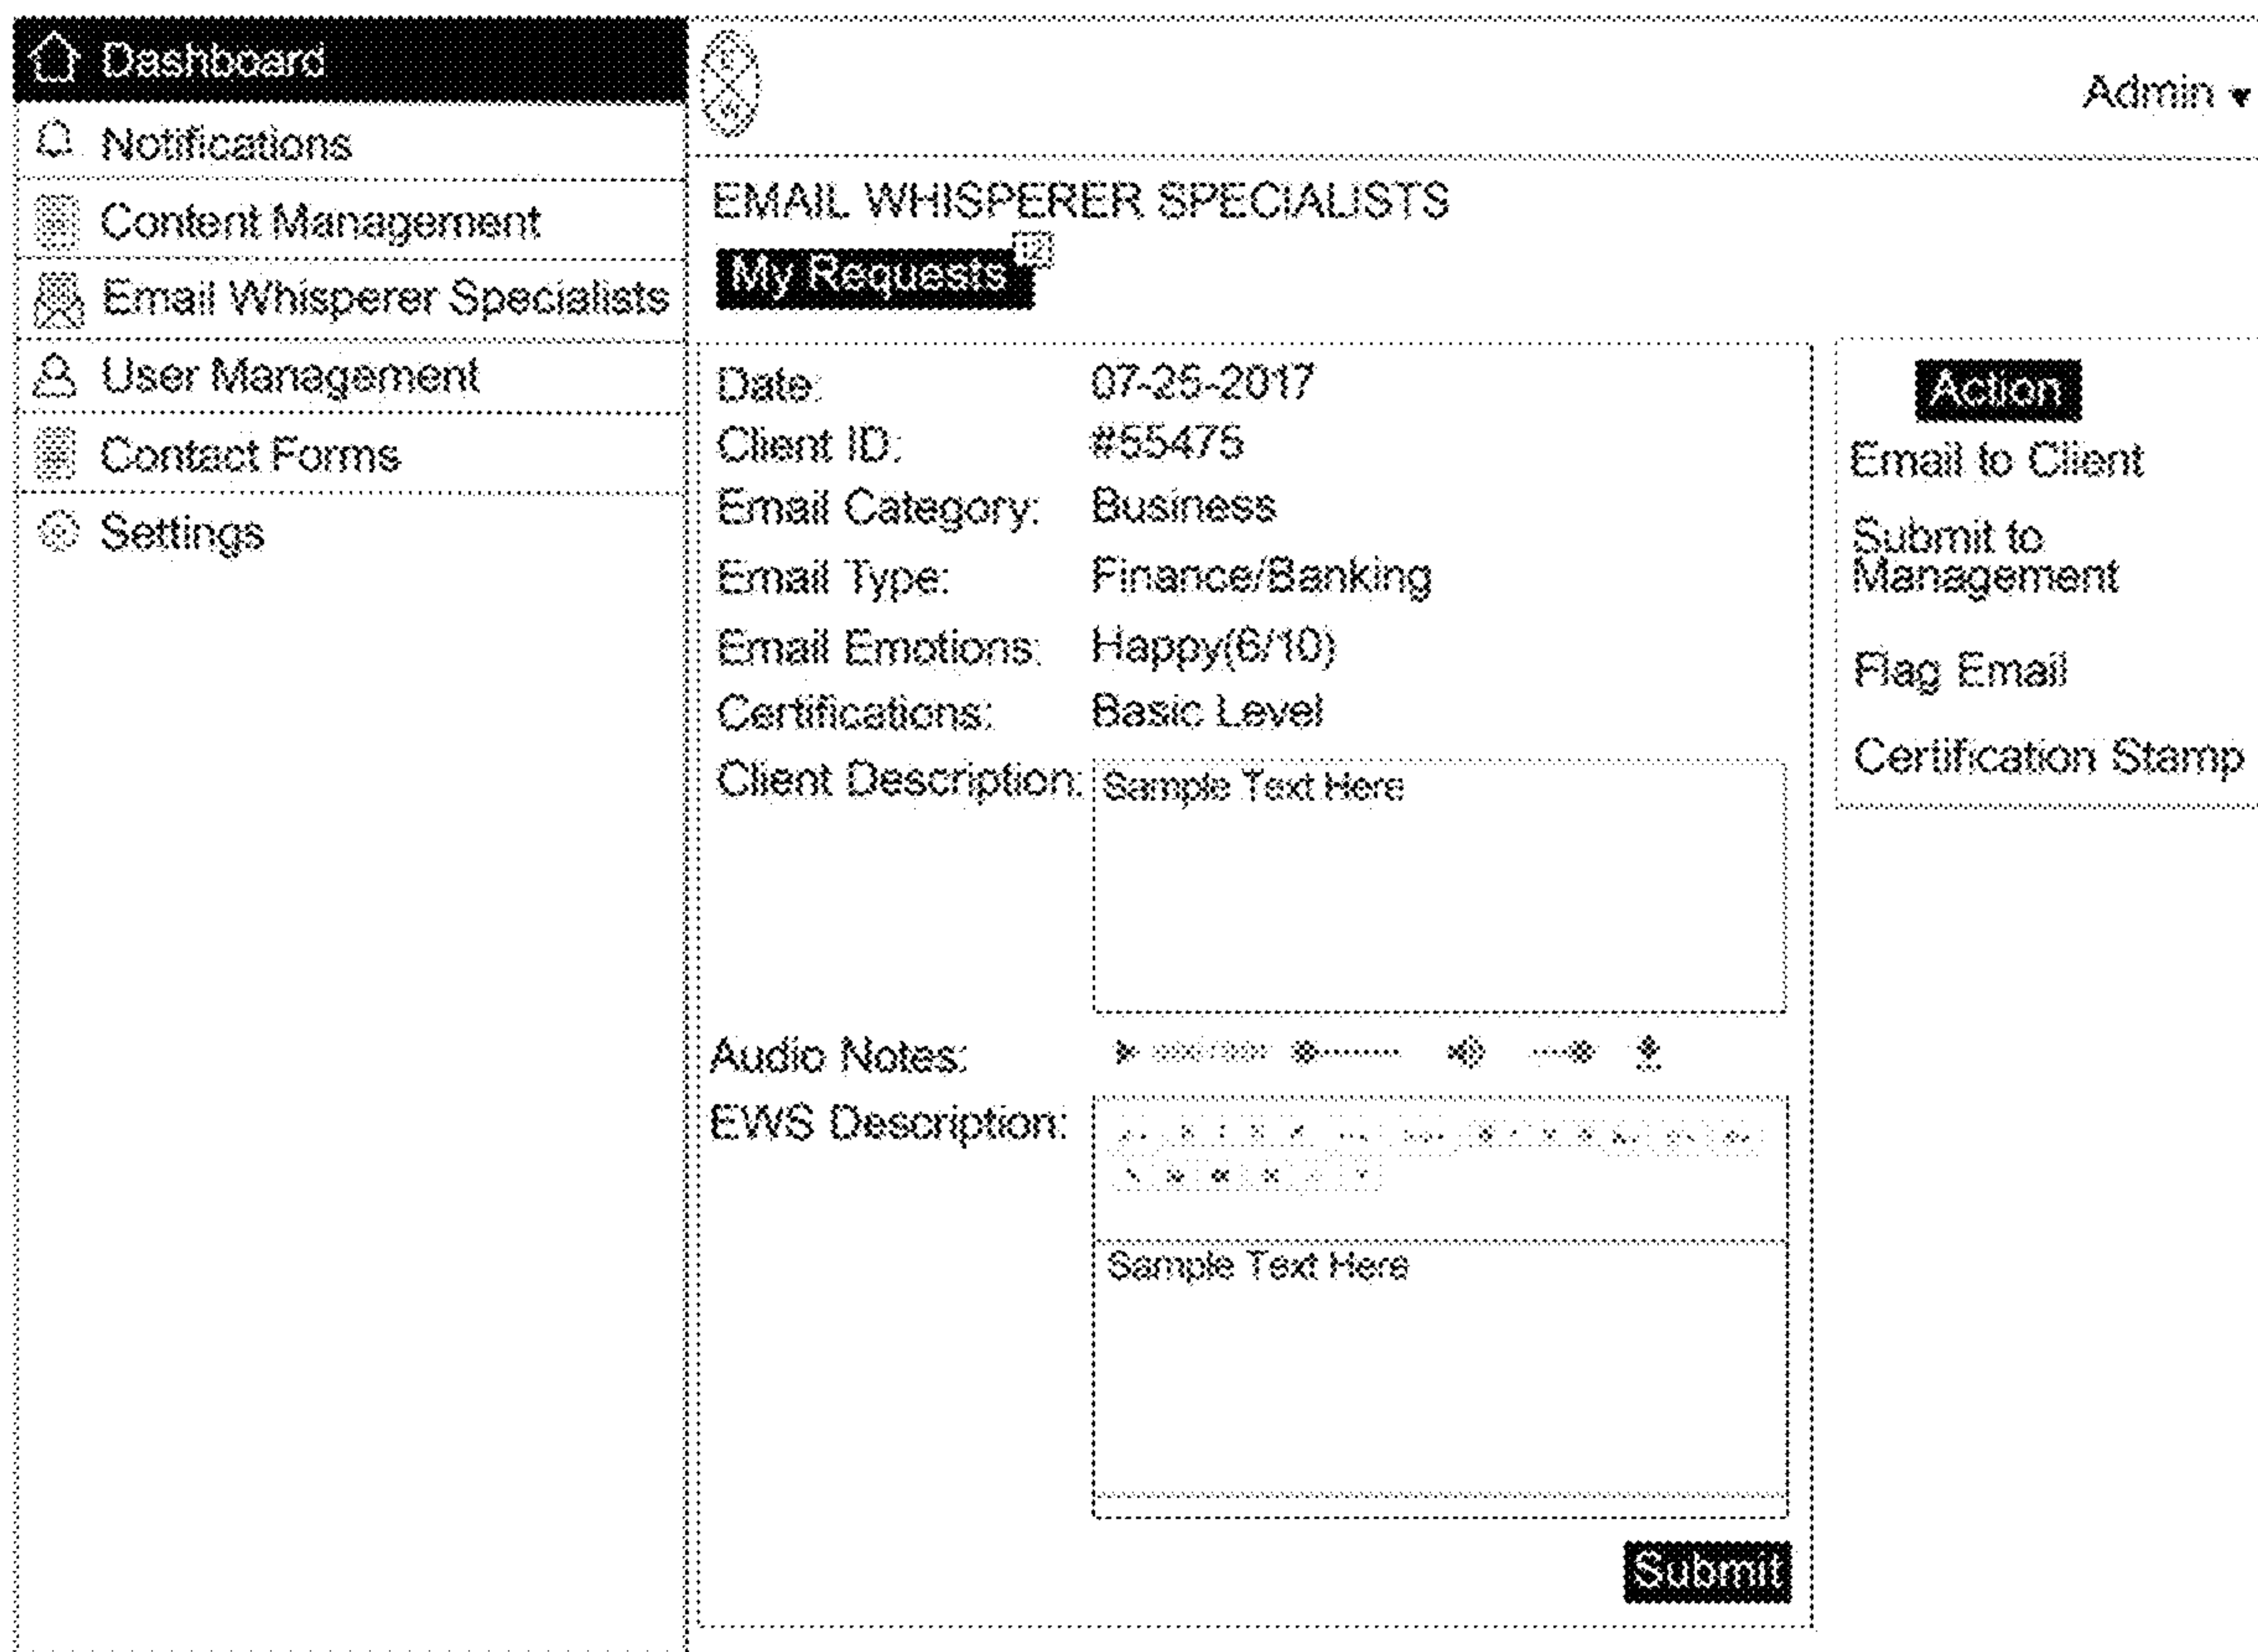 Dashboard
Notifications
Content Management
Email Whisperer Specialists
User Management
Contact Forms
Settings
Admin
EMAIL WHISPERER SPECIALISTS
My Requests
12
Date: 07-25-2017
Client ID: #55475
Email Category: Business
Email Type: Finance/Banking
Email Emotions: Happy(6/10)
Certifications: Basic Level
Client Description: Sample Text Here
Audio Notes:
EWS Description:
Sample Text Here
Submit
Action
Email to Client
Submit to
Management
Flag Email
Certification Stamp